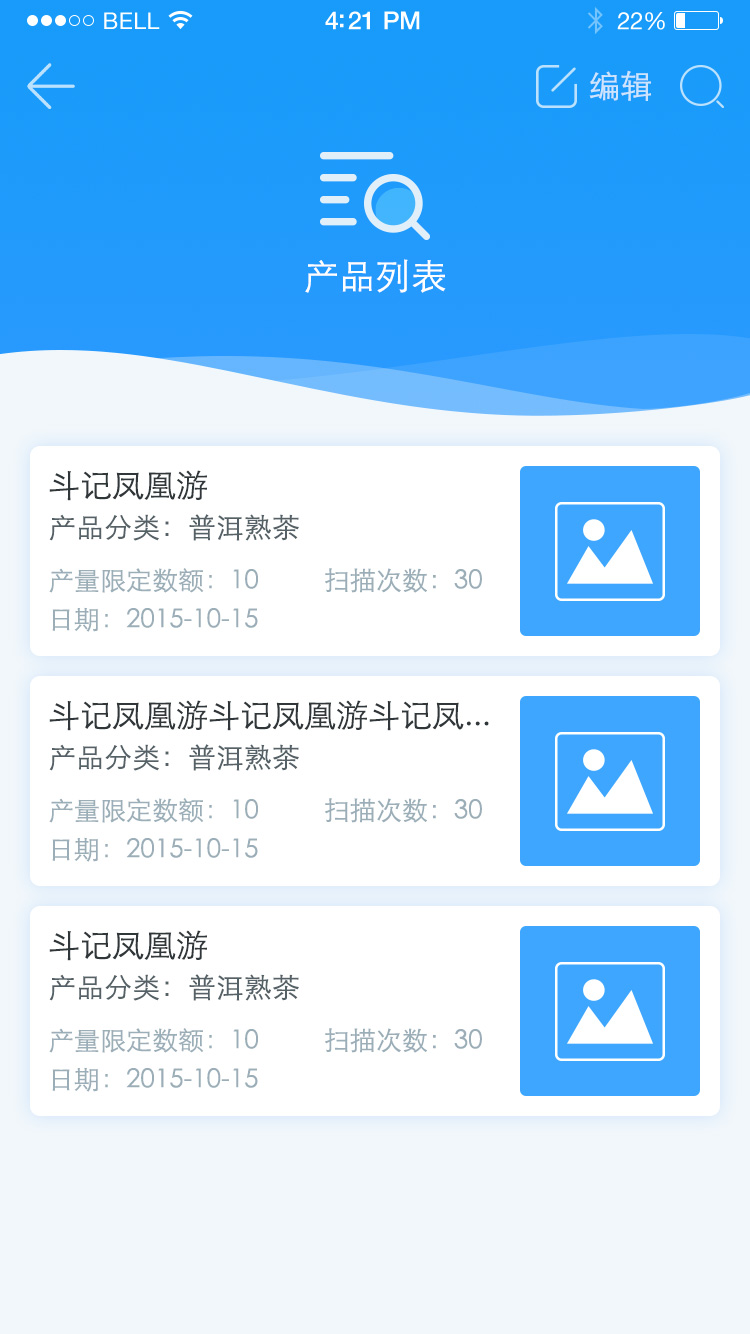 BELL 4:21 PM 22%
编辑
产品列表
斗记凤凰游
产品分类：普洱熟茶
产量限定数额：10 扫描次数：30
日期：2015-10-15
斗记凤凰游斗记凤凰游斗记凤...
产品分类：普洱熟茶
产量限定数额：10 扫描次数：30
日期：2015-10-15
斗记凤凰游
产品分类：普洱熟茶
产量限定数额：10 扫描次数：30
日期：2015-10-15